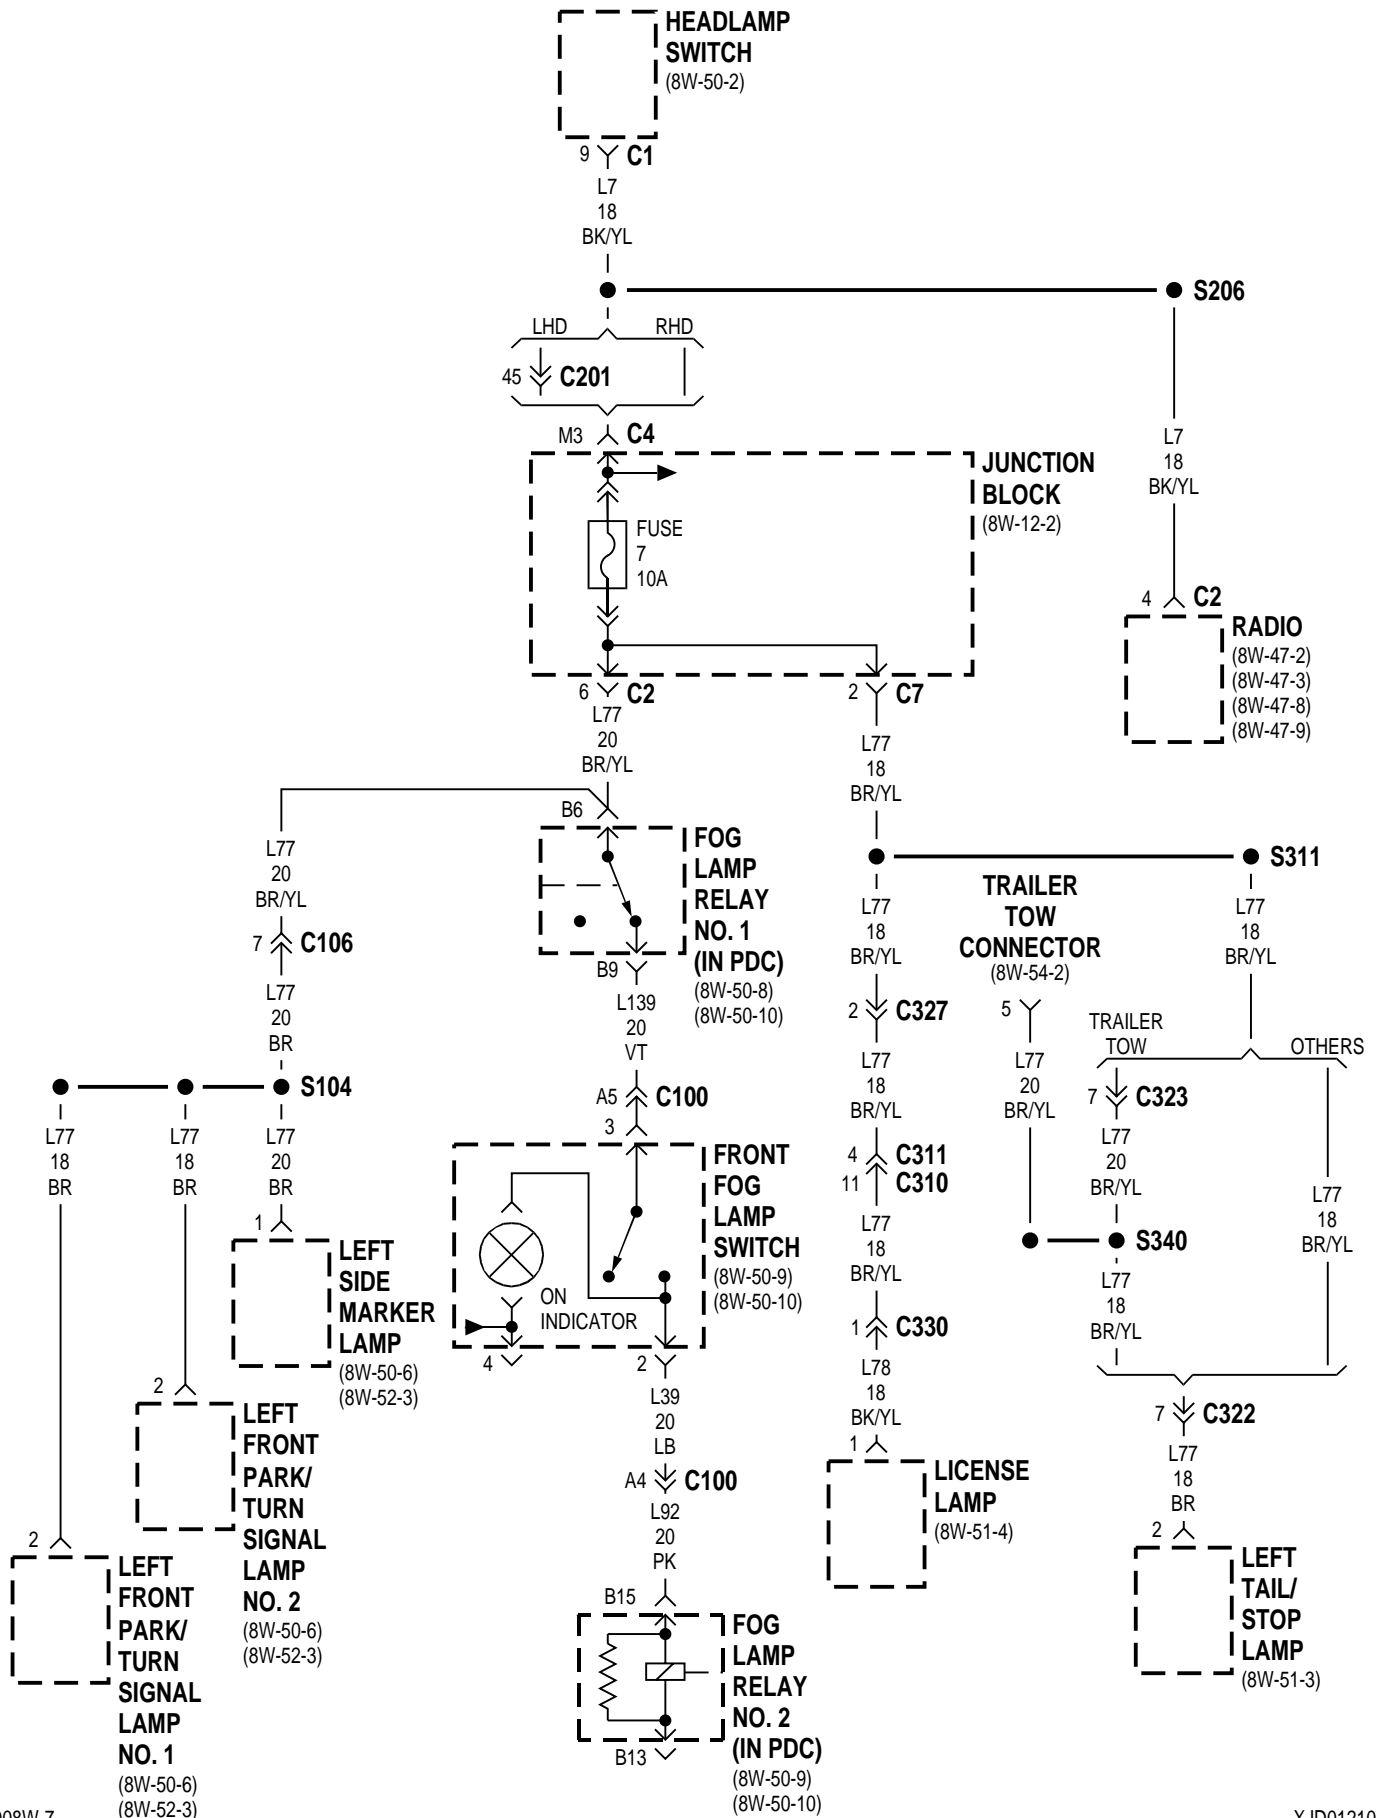 HEADLAMP
SWITCH
(8W-50-2)
9
C1
L7
18
BK/YL
S206
LHD
RHD
45
C201
M3
C4
JUNCTION
BLOCK
(8W-12-2)
FUSE
7
10A
L7
18
BK/YL
4
C2
RADIO
(8W-47-2)
(8W-47-3)
(8W-47-8)
(8W-47-9)
6
C2
2
C7
L77
20
BR/YL
L77
18
BR/YL
B6
FOG
LAMP
RELAY
NO. 1
(IN PDC)
(8W-50-8)
(8W-50-10)
L77
20
BR/YL
7
C106
L77
20
BR
S104
L77
18
BR
L77
18
BR
L77
20
BR
B9
L139
20
VT
A5
C100
3
FRONT
FOG
LAMP
SWITCH
(8W-50-9)
(8W-50-10)
ON
INDICATOR
4
2
L39
20
LB
A4
C100
L92
20
PK
B15
FOG
LAMP
RELAY
NO. 2
(IN PDC)
(8W-50-9)
(8W-50-10)
B13
1
LEFT
SIDE
MARKER
LAMP
(8W-50-6)
(8W-52-3)
2
LEFT
FRONT
PARK/
TURN
SIGNAL
LAMP
NO. 2
(8W-50-6)
(8W-52-3)
2
LEFT
FRONT
PARK/
TURN
SIGNAL
LAMP
NO. 1
(8W-50-6)
(8W-52-3)
S311
L77
18
BR/YL
2
C327
L77
18
BR/YL
4
C311
11
C310
L77
18
BR/YL
1
C330
L78
18
BK/YL
1
LICENSE
LAMP
(8W-51-4)
TRAILER
TOW
CONNECTOR
(8W-54-2)
5
L77
20
BR/YL
L77
18
BR/YL
TRAILER
TOW
OTHERS
7
C323
L77
20
BR/YL
S340
L77
18
BR/YL
L77
18
BR/YL
7
C322
L77
18
BR
2
LEFT
TAIL/
STOP
LAMP
(8W-51-3)
008W-7
XJD01210